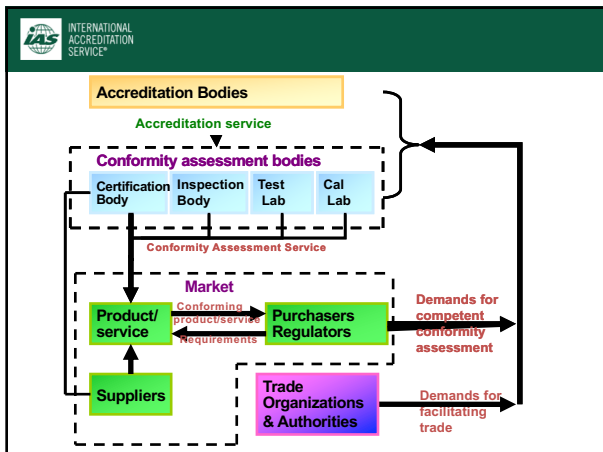 IAS
INTERNATIONAL
ACCREDITATION
SERVICE®
Accreditation Bodies
Accreditation service
Conformity assessment bodies
Certification
Body
Inspection
Body
Test
Lab
Cal
Lab
Conformity Assessment Service
Market
Product/
service
Conforming
product/service
Requirements
Purchasers
Regulators
Demands for
competent
conformity
assessment
Suppliers
Trade
Organizations
& Authorities
Demands for
facilitating
trade